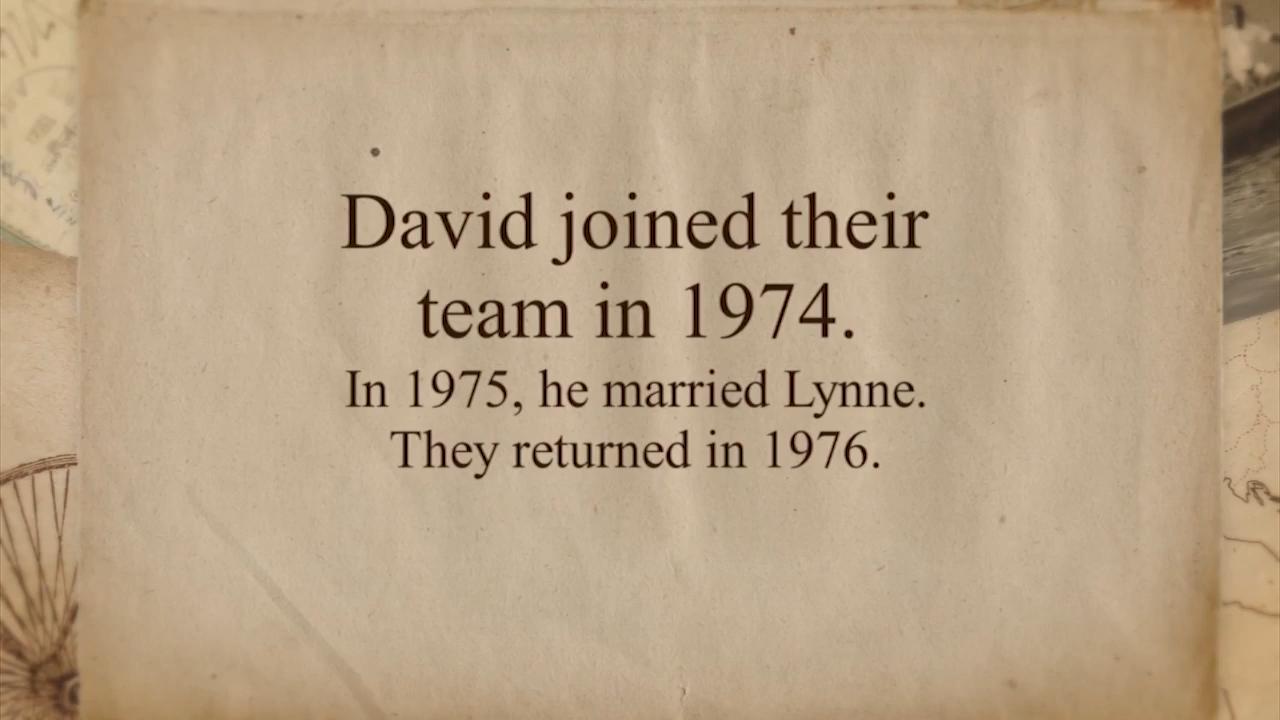 David joined their
team in 1974.
In 1975, he married Lynne.
They returned in 1976.